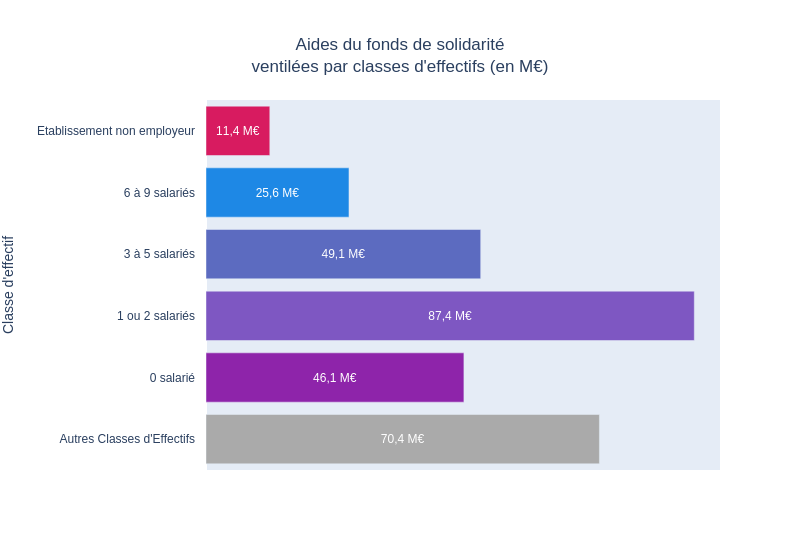 Aides du fonds de solidarité
ventilées par classes d'effectifs (en M€)
Classe d'effectif
Etablissement non employeur
11,4 M€
6 à 9 salariés
25,6 M€
3 à 5 salariés
49,1 M€
1 ou 2 salariés
87,4 M€
0 salarié
46,1 M€
Autres Classes d'Effectifs
70,4 M€